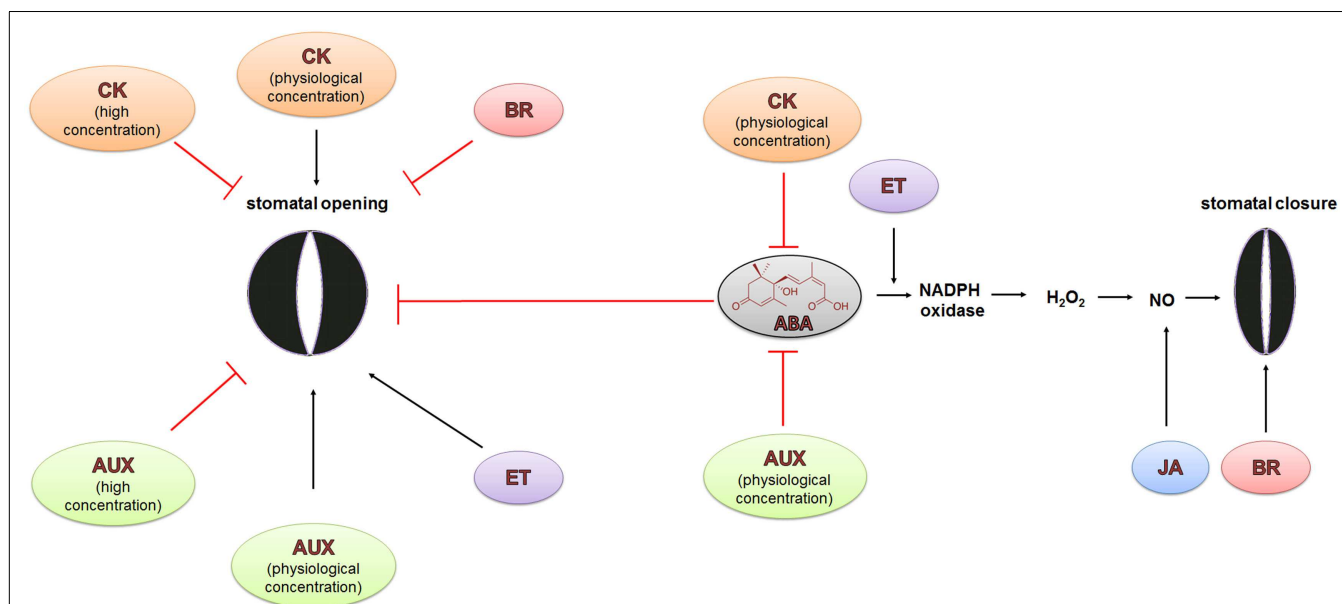 CK
(high
concentration)
CK
(physiological
concentration)
BR
stomatal opening
AUX
(high
concentration)
AUX
(physiological
concentration)
ET
CK
(physiological
concentration)
ET
O
OH
O
OH
ABA
AUX
(physiological
concentration)
NADPH
oxidase
H₂O₂
NO
stomatal closure
JA
BR